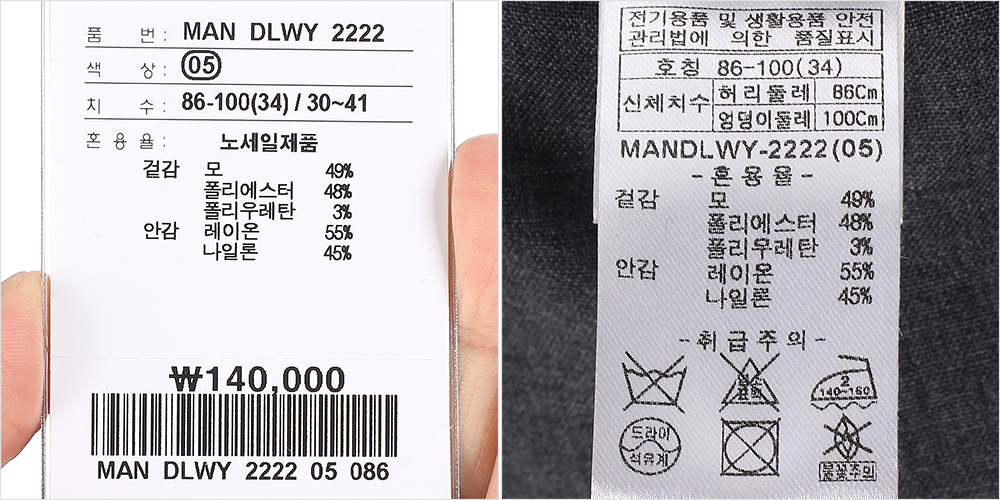 품 번 : MAN DLWY 2222
색 상 : 05
치 수 : 86-100(34) / 30~41
혼 용 율 : 노세일제품
겉감 모 49%
폴리에스터 48%
폴리우레탄 3%
안감 레이온 55%
나일론 45%
₩140,000
MAN DLWY 2222 05 086
전기용품 및 생활용품 안전
관리법에 의한 품질표시
호칭 86-100(34)
신체치수 허리둘레 86Cm
엉덩이둘레 100Cm
MANDLWY-2222(05)
-혼용율-
겉감 모 49%
폴리에스터 48%
폴리우레탄 3%
안감 레이온 55%
나일론 45%
-취급주의-
2
140~160
드라이
석유계
불꽃주의